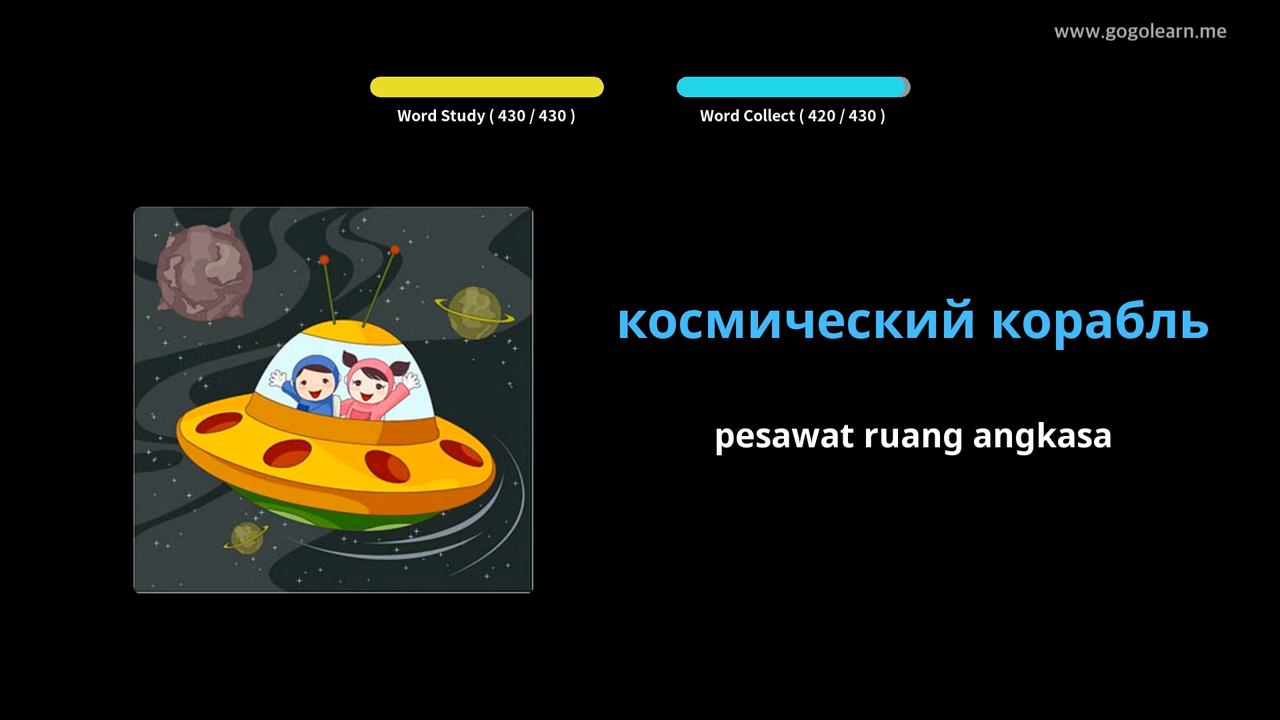 www.gogolearn.me
Word Study ( 430 / 430 )
Word Collect ( 420 / 430 )
космический корабль
pesawat ruang angkasa